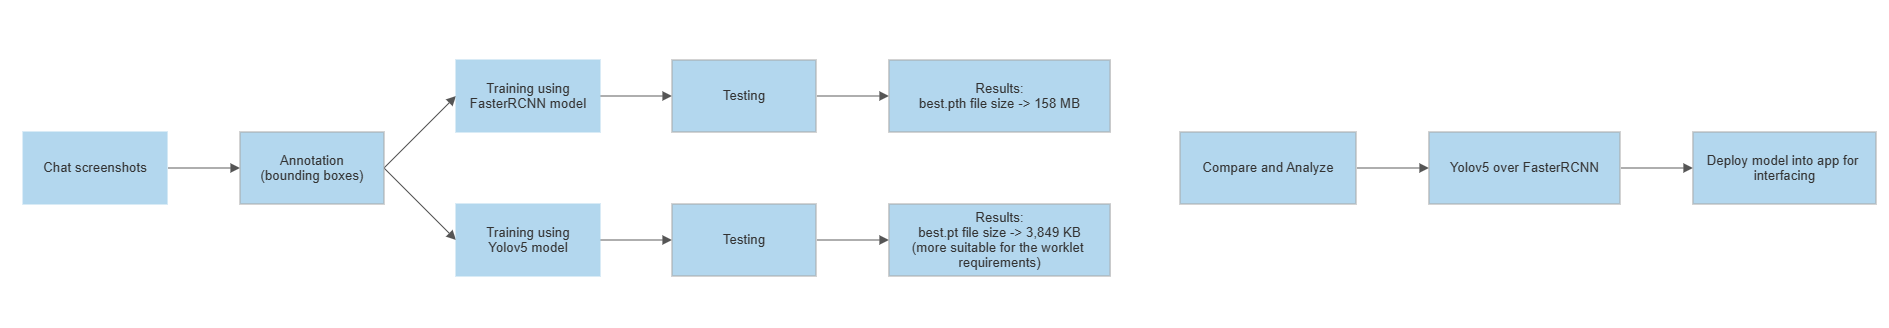 Chat screenshots
Annotation
(bounding boxes)
Training using
FasterRCNN model
Testing
Results:
best.pth file size -> 158 MB
Training using
Yolov5 model
Testing
Results:
best.pt file size -> 3,849 KB
(more suitable for the worklet
requirements)
Compare and Analyze
Yolov5 over FasterRCNN
Deploy model into app for
interfacing